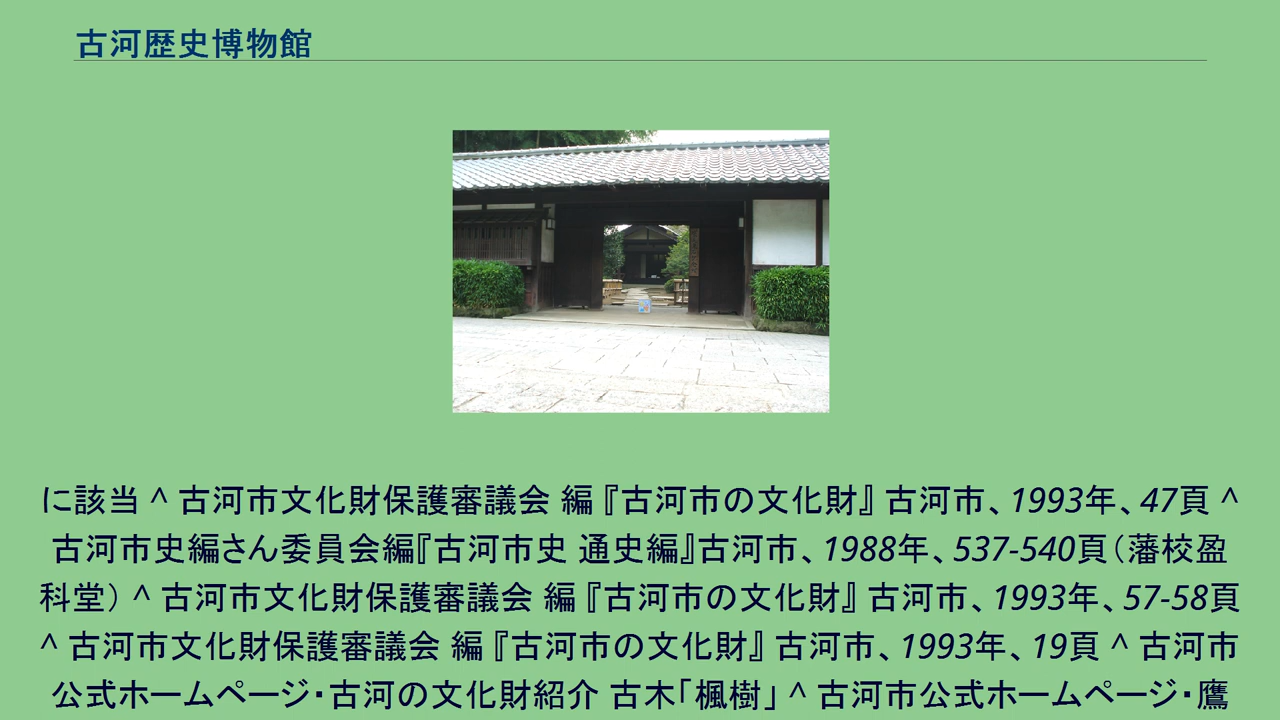 古河歴史博物館
に該当 ^ 古河市文化財保護審議会 編 『古河市の文化財』 古河市、1993年、47頁 ^
古河市史編さん委員会編『古河市史 通史編』古河市、1988年、537-540頁（藩校盈
科堂） ^ 古河市文化財保護審議会 編 『古河市の文化財』 古河市、1993年、57-58頁
^ 古河市文化財保護審議会 編 『古河市の文化財』 古河市、1993年、19頁 ^ 古河市
公式ホームページ・古河の文化財紹介 古木「楓樹」 ^ 古河市公式ホームページ・鷹